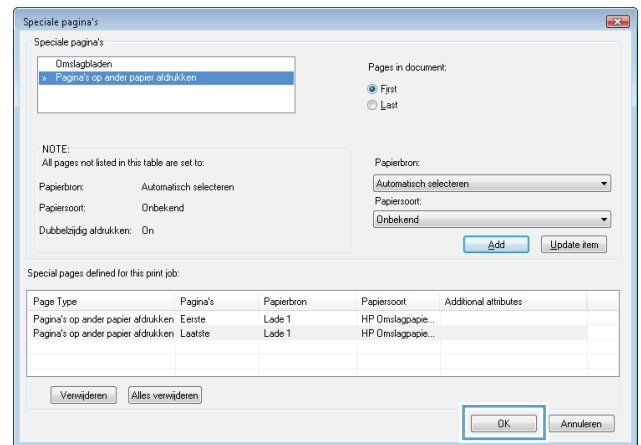 Speciale pagina's
Speciale pagina's
Omslagbladen
» Pagina's op ander papier afdrukken
Pages in document:
First
Last
NOTE:
All pages not listed in this table are set to:
Papierbron: Automatisch selecteren
Papiersoort: Onbekend
Dubbelzijdig afdrukken: On
Papierbron:
Automatisch selecteren
Papiersoort:
Onbekend
Add Update item
Special pages defined for this print job:
Page Type Pagina's Papierbron Papiersoort Additional attributes
Pagina's op ander papier afdrukken Eerste Lade 1 HP Omslagpapie...
Pagina's op ander papier afdrukken Laatste Lade 1 HP Omslagpapie...
Verwijderen Alles verwijderen
OK Annuleren